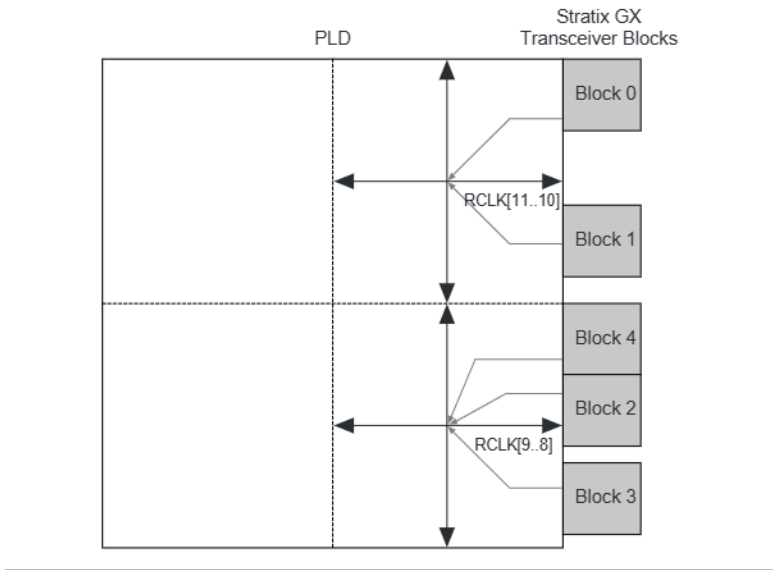 Stratix GX
PLD
Transceiver Blocks
Block 0
RCLK[11..10]
Block 1
Block 4
Block 2
RCLK[9..8]
Block 3